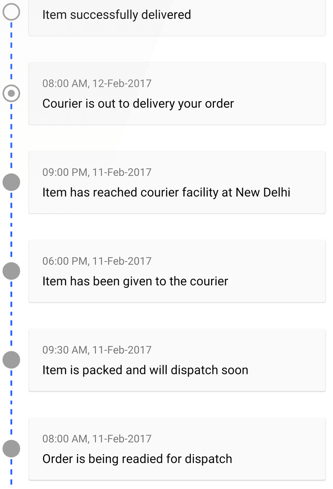 Item successfully delivered
08:00 AM, 12-Feb-2017
Courier is out to delivery your order
09:00 PM, 11-Feb-2017
Item has reached courier facility at New Delhi
06:00 PM, 11-Feb-2017
Item has been given to the courier
09:30 AM, 11-Feb-2017
Item is packed and will dispatch soon
08:00 AM, 11-Feb-2017
Order is being readied for dispatch